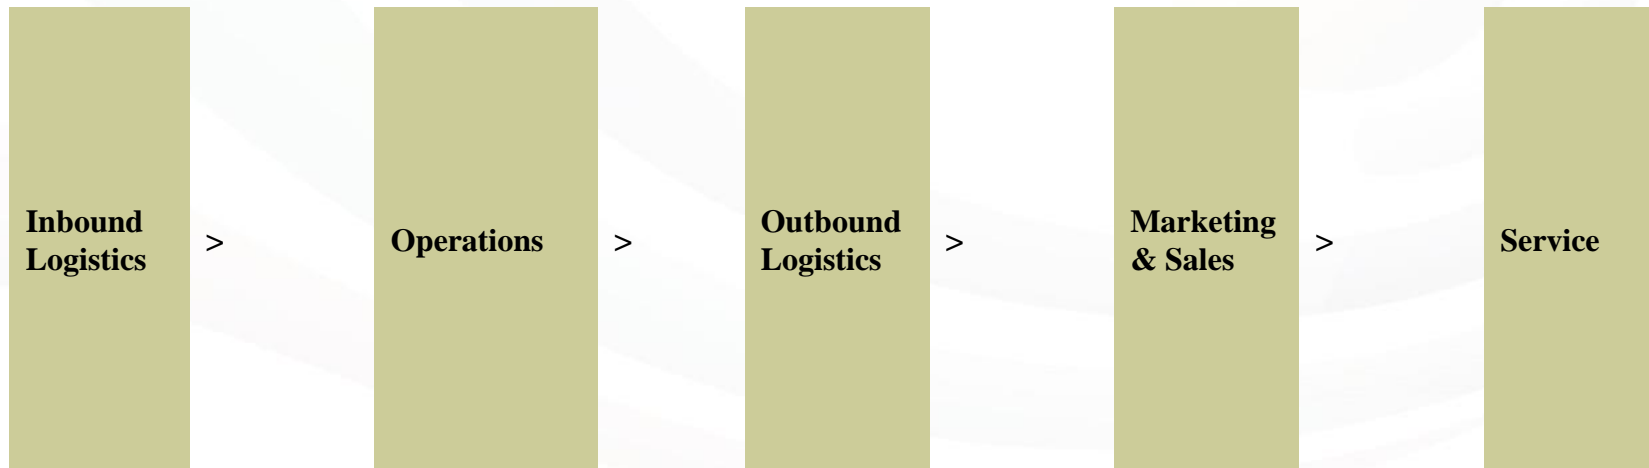 Inbound
Logistics
>
Operations
>
Outbound
Logistics
>
Marketing
& Sales
>
Service